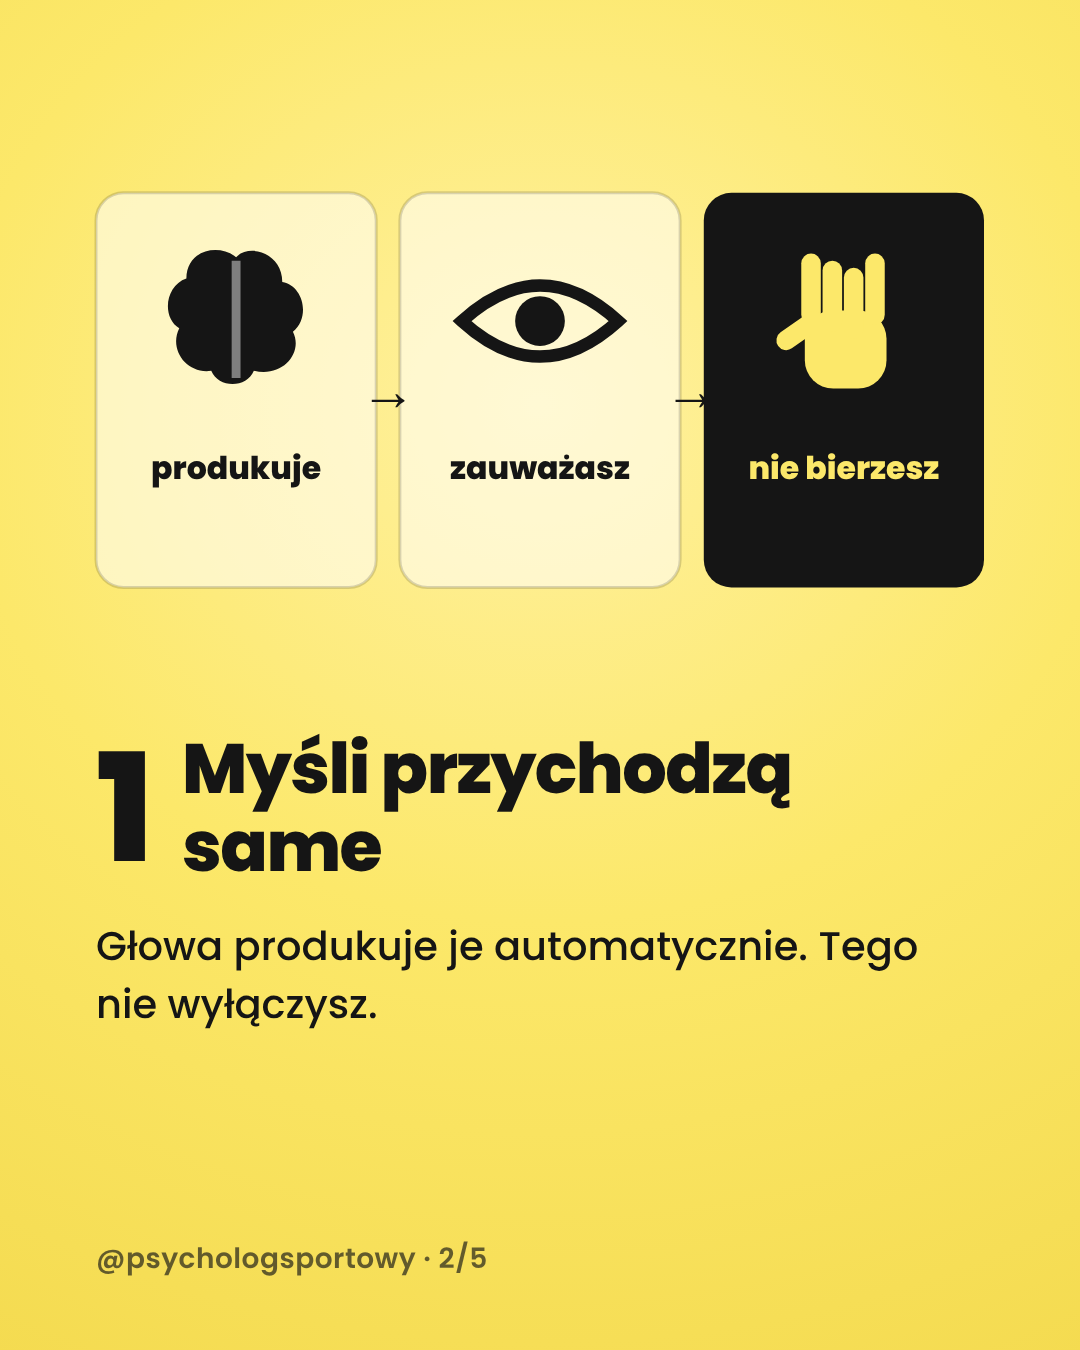 produkuje → zauważasz → nie bierzesz
1 Myśli przychodzą
same
Głowa produkuje je automatycznie. Tego
nie wyłączysz.
@psychologsportowy · 2/5